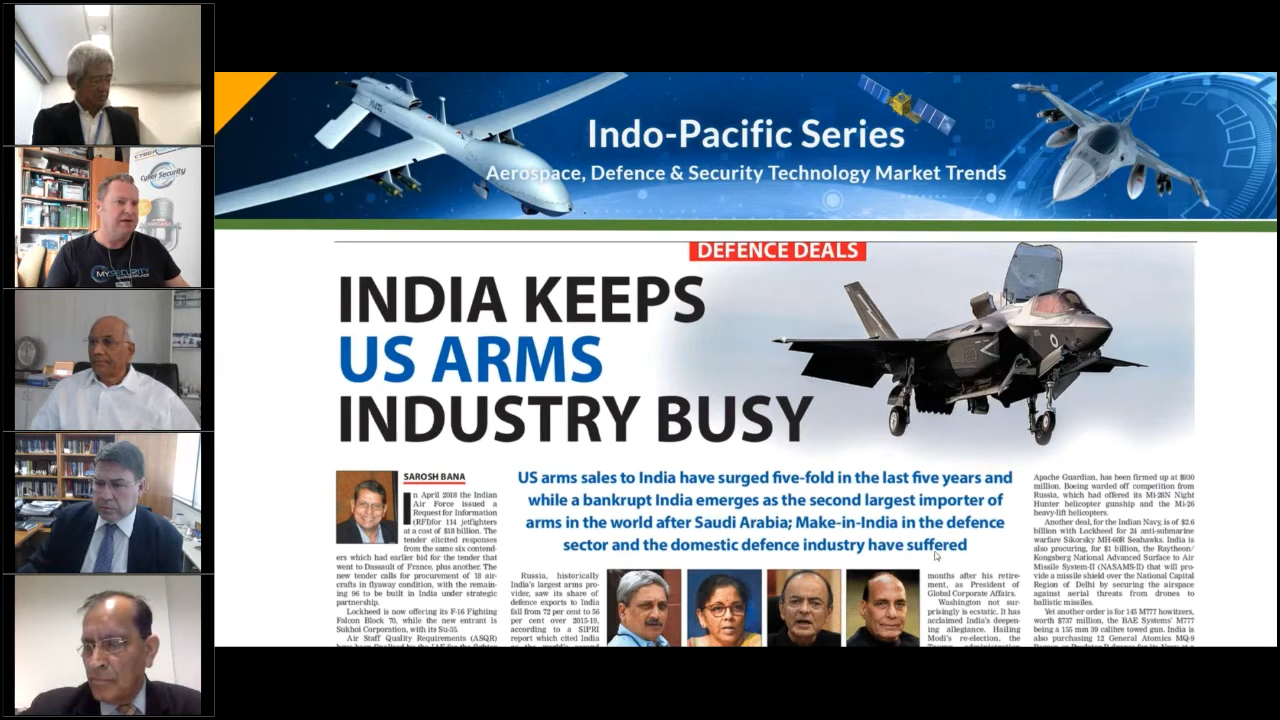 Cyber Security
MYSECURITY
MARKETPLACE
Indo-Pacific Series
Aerospace, Defence & Security Technology Market Trends
DEFENCE DEALS
INDIA KEEPS
US ARMS
INDUSTRY BUSY
SAROSH BANA
In April 2018 the Indian
Air Force issued a
Request for Information
(RFI)for 114 jetfighters
at a cost of $18 billion. The
tender elicited responses
from the same six contend-
ers which had earlier bid for the tender that
went to Dassault of France, plus another. The
new tender calls for procurement of 18 air-
crafts in flyaway condition, with the remain-
ing 96 to be built in India under strategic
partnership.
Lockheed is now offering its F-16 Fighting
Falcon Block 70, while the new entrant is
Sukhoi Corporation, with its Su-35.
Air Staff Quality Requirements (ASQR)
US arms sales to India have surged five-fold in the last five years and
while a bankrupt India emerges as the second largest importer of
arms in the world after Saudi Arabia; Make-in-India in the defence
sector and the domestic defence industry have suffered
Russia, historically
India's largest arms pro-
vider, saw its share of
defence exports to India
fall from 72 per cent to 56
per cent over 2015-19,
according to a SIPRI
report which cited India
months after his retire-
ment, as President of
Global Corporate Affairs.
Washington not sur-
prisingly is ecstatic. It has
acclaimed India's deepen-
ing allegiance. Hailing
Modi's re-election, the
Trump administration
Apache Guardian, has been firmed up at $930
million. Boeing warded off competition from
Russia, which had offered its Mi-28N Night
Hunter helicopter gunship and the Mi-26
heavy-lift helicopters.
Another deal, for the Indian Navy, is of $2.6
billion with Lockheed for 24 anti-submarine
warfare Sikorsky MH-60R Seahawks. India is
also procuring, for $1 billion, the Raytheon/
Kongsberg National Advanced Surface to Air
Missile System-II (NASAMS-II) that will pro-
vide a missile shield over the National Capital
Region of Delhi by securing the airspace
against aerial threats from drones to
ballistic missiles.
Yet another order is for 145 M777 howitzers,
worth $737 million, the BAE Systems' M777
being a 155 mm 39 calibre towed gun. India is
also purchasing 12 General Atomics MQ-9